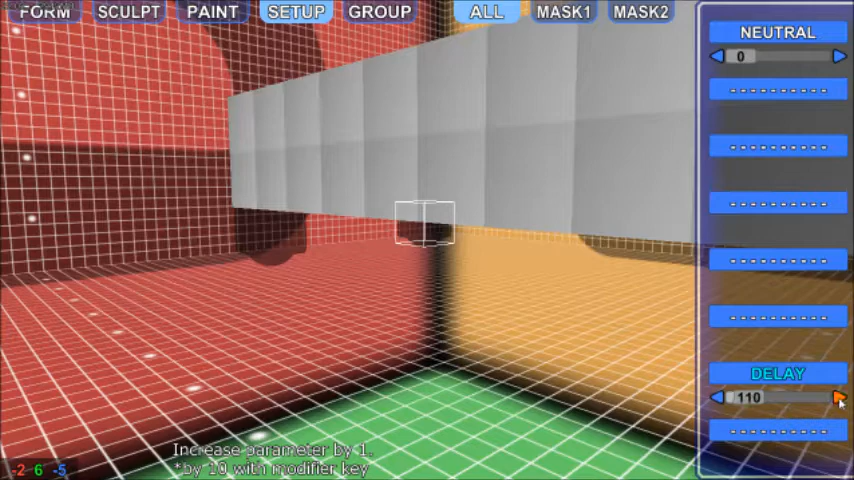 FORM SCULPT PAINT SETUP GROUP ALL MASK1 MASK2
NEUTRAL
0
---------
---------
---------
---------
---------
DELAY
110
---------
Increase parameter by 1.
*by 10 with modifier key
-2 6 -5